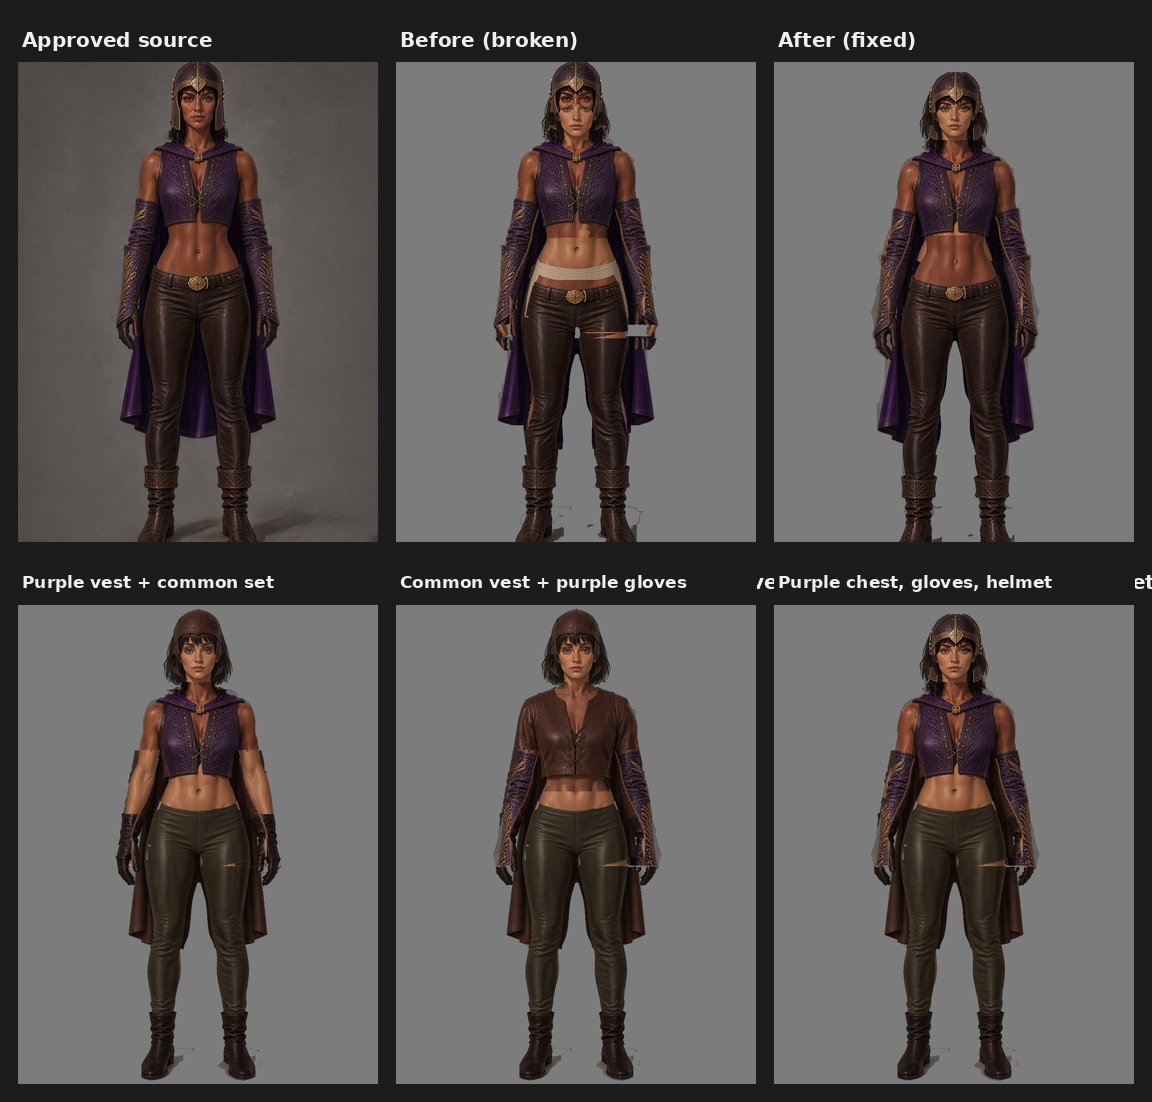 Approved source
Before (broken)
After (fixed)
Purple vest + common set
Common vest + purple gloves
Purple chest, gloves, helmet